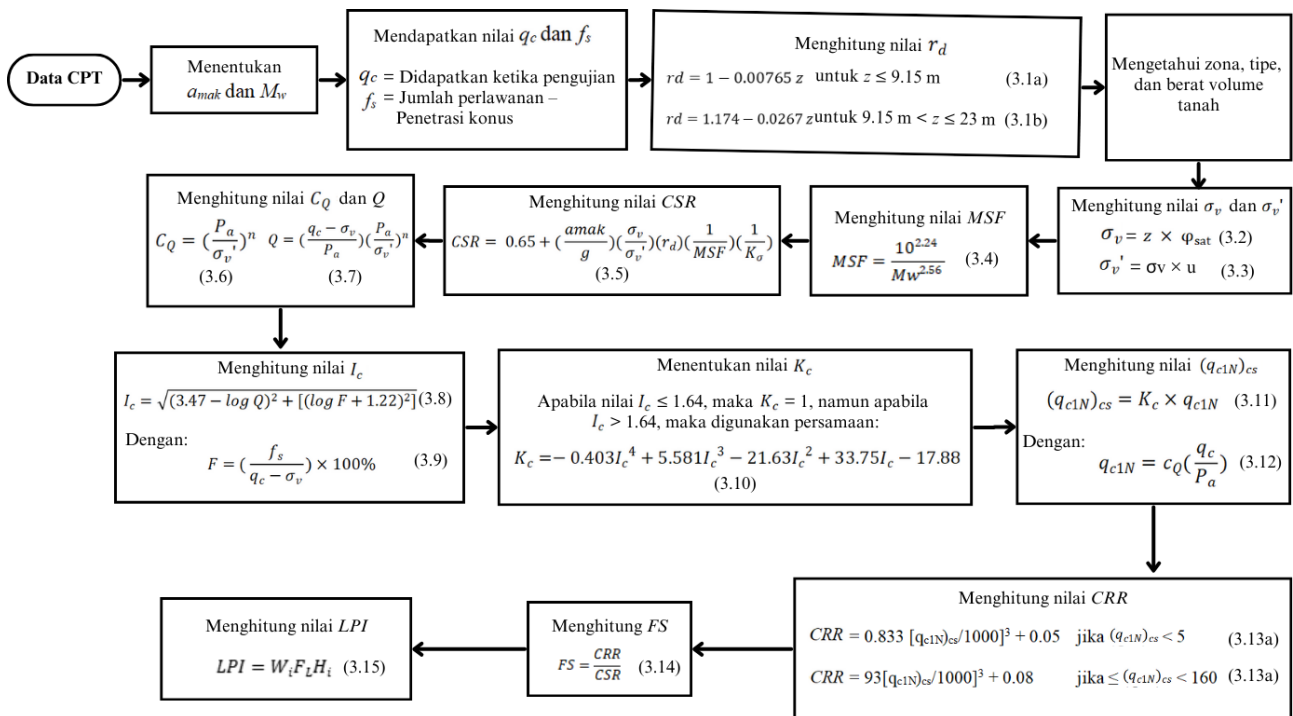 Data CPT
Menentukan
a_mak dan M_w
Mendapatkan nilai q_c dan f_s
q_c = Didapatkan ketika pengujian
f_s = Jumlah perlawanan –
Penetrasi konus
Menghitung nilai r_d
rd = 1 − 0.00765 z untuk z ≤ 9.15 m (3.1a)
rd = 1.174 − 0.0267 z untuk 9.15 m < z ≤ 23 m (3.1b)
Mengetahui zona, tipe,
dan berat volume
tanah
Menghitung nilai σ_v dan σ_v'
σ_v = z × φ_sat (3.2)
σ_v' = σv × u (3.3)
Menghitung nilai MSF
MSF = 10^2.24 / Mw^2.56 (3.4)
Menghitung nilai CSR
CSR = 0.65 + (amak/g)(σ_v/σ_v')(r_d)(1/MSF)(1/K_σ)
(3.5)
Menghitung nilai C_Q dan Q
C_Q = (P_a/σ_v')^n Q = ((q_c − σ_v)/P_a)(P_a/σ_v')^n
(3.6) (3.7)
Menghitung nilai I_c
I_c = √((3.47 − log Q)² + [(log F + 1.22)²]) (3.8)
Dengan:
F = (f_s/(q_c − σ_v)) × 100% (3.9)
Menentukan nilai K_c
Apabila nilai I_c ≤ 1.64, maka K_c = 1, namun apabila
I_c > 1.64, maka digunakan persamaan:
K_c = − 0.403I_c⁴ + 5.581I_c³ − 21.63I_c² + 33.75I_c − 17.88
(3.10)
Menghitung nilai (q_c1N)_cs
(q_c1N)_cs = K_c × q_c1N (3.11)
Dengan:
q_c1N = c_Q(q_c/P_a) (3.12)
Menghitung nilai CRR
CRR = 0.833 [q_c1N)_cs/1000]³ + 0.05 jika (q_c1N)_cs < 5 (3.13a)
CRR = 93[q_c1N)_cs/1000]³ + 0.08 jika ≤ (q_c1N)_cs < 160 (3.13a)
Menghitung FS
FS = CRR/CSR (3.14)
Menghitung nilai LPI
LPI = W_iF_LH_i (3.15)